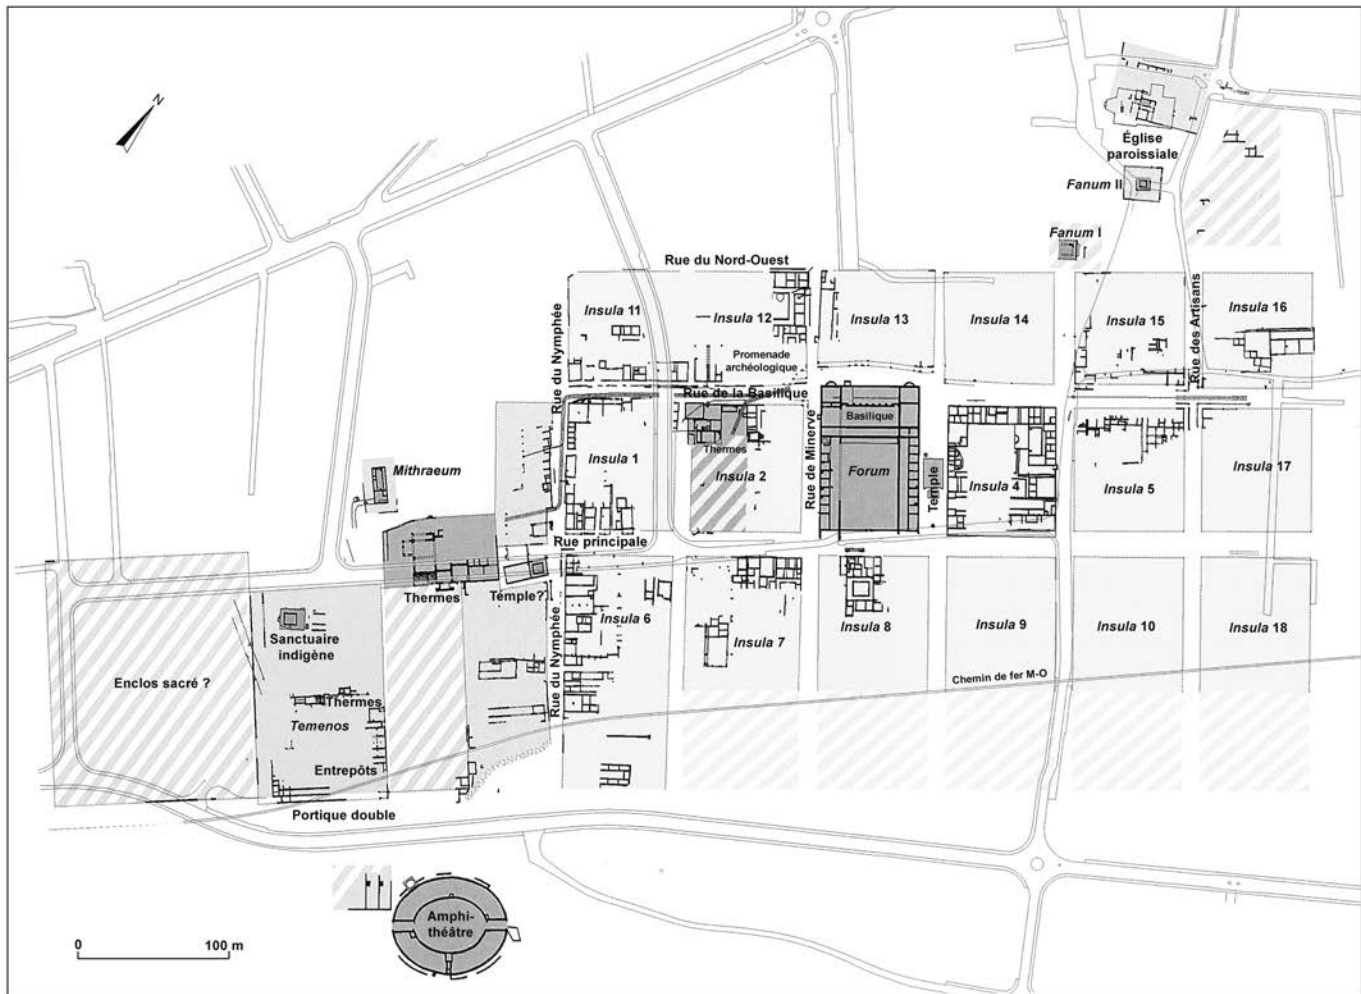 N
Église
paroissiale
Fanum II
Fanum I
Rue du Nord-Ouest
Rue du Nymphée
Insula 11
Insula 12
Insula 13
Insula 14
Insula 15
Rue des Artisans
Insula 16
Promenade
archéologique
Rue de la Basilique
Rue de Minerve
Basilique
Mithraeum
Insula 1
Thermes
Insula 2
Forum
Temple
Insula 4
Insula 5
Insula 17
Rue principale
Thermes
Temple?
Rue du Nymphée
Insula 6
Insula 7
Insula 8
Insula 9
Insula 10
Insula 18
Sanctuaire
indigène
Enclos sacré ?
Thermes
Temenos
Chemin de fer M-O
Entrepôts
Portique double
Amphi-
théâtre
0 100 m